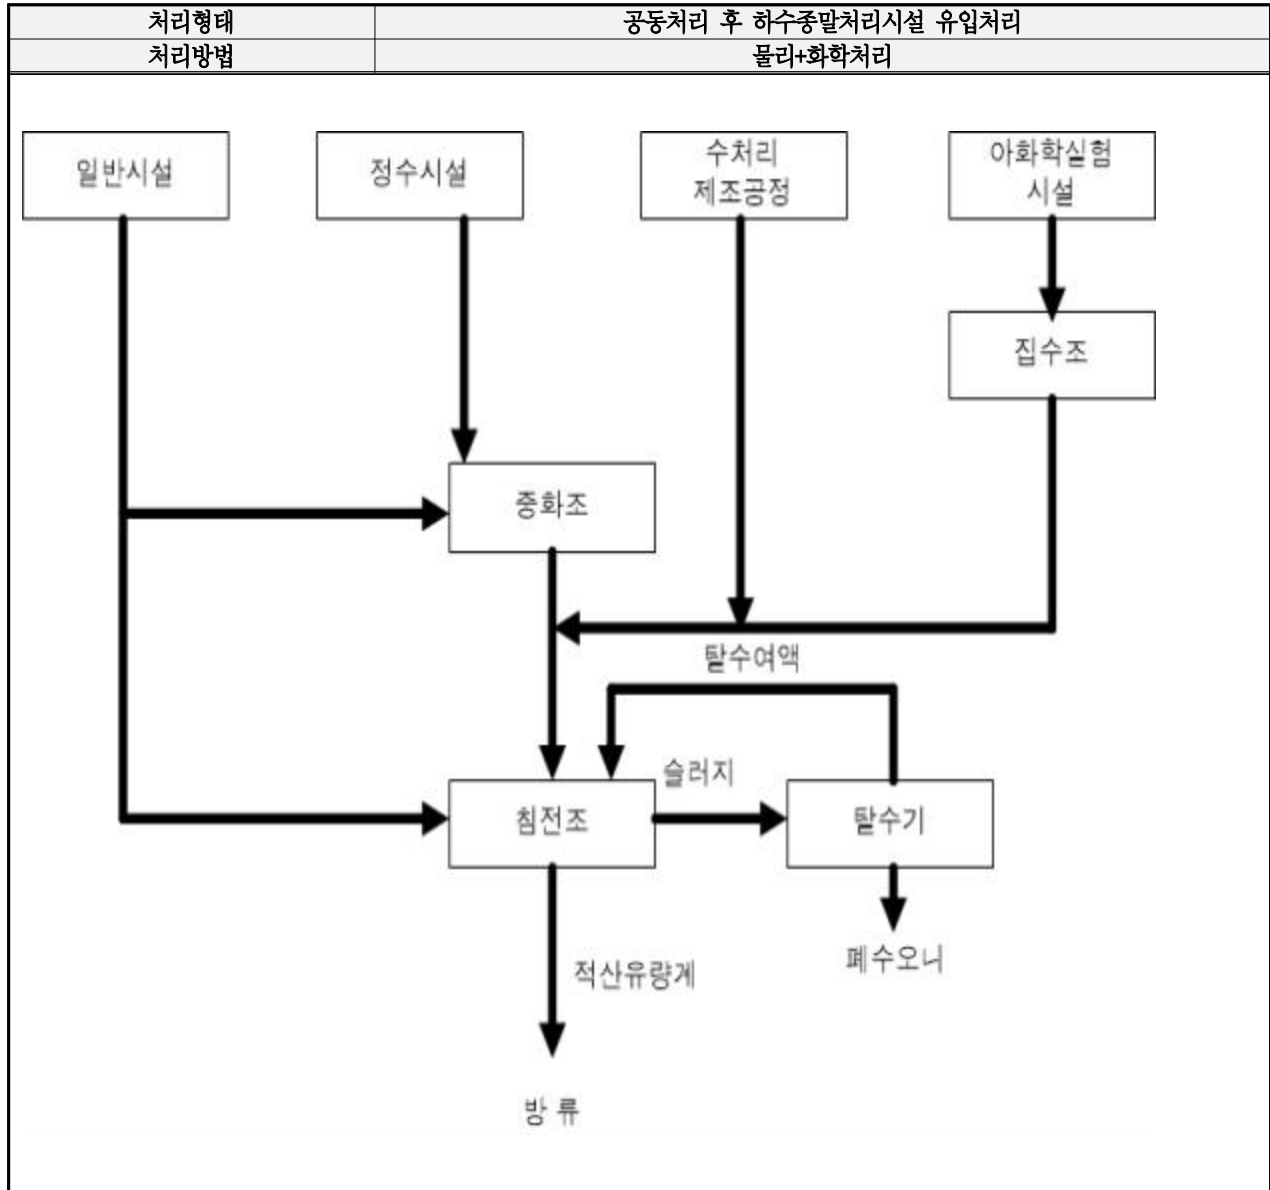 처리형태 공동처리 후 하수종말처리시설 유입처리
처리방법 물리+화학처리
일반시설
정수시설
수처리
제조공정
아화학실험
시설
집수조
중화조
탈수여액
슬러지
침전조
탈수기
적산유량계
폐수오니
방 류